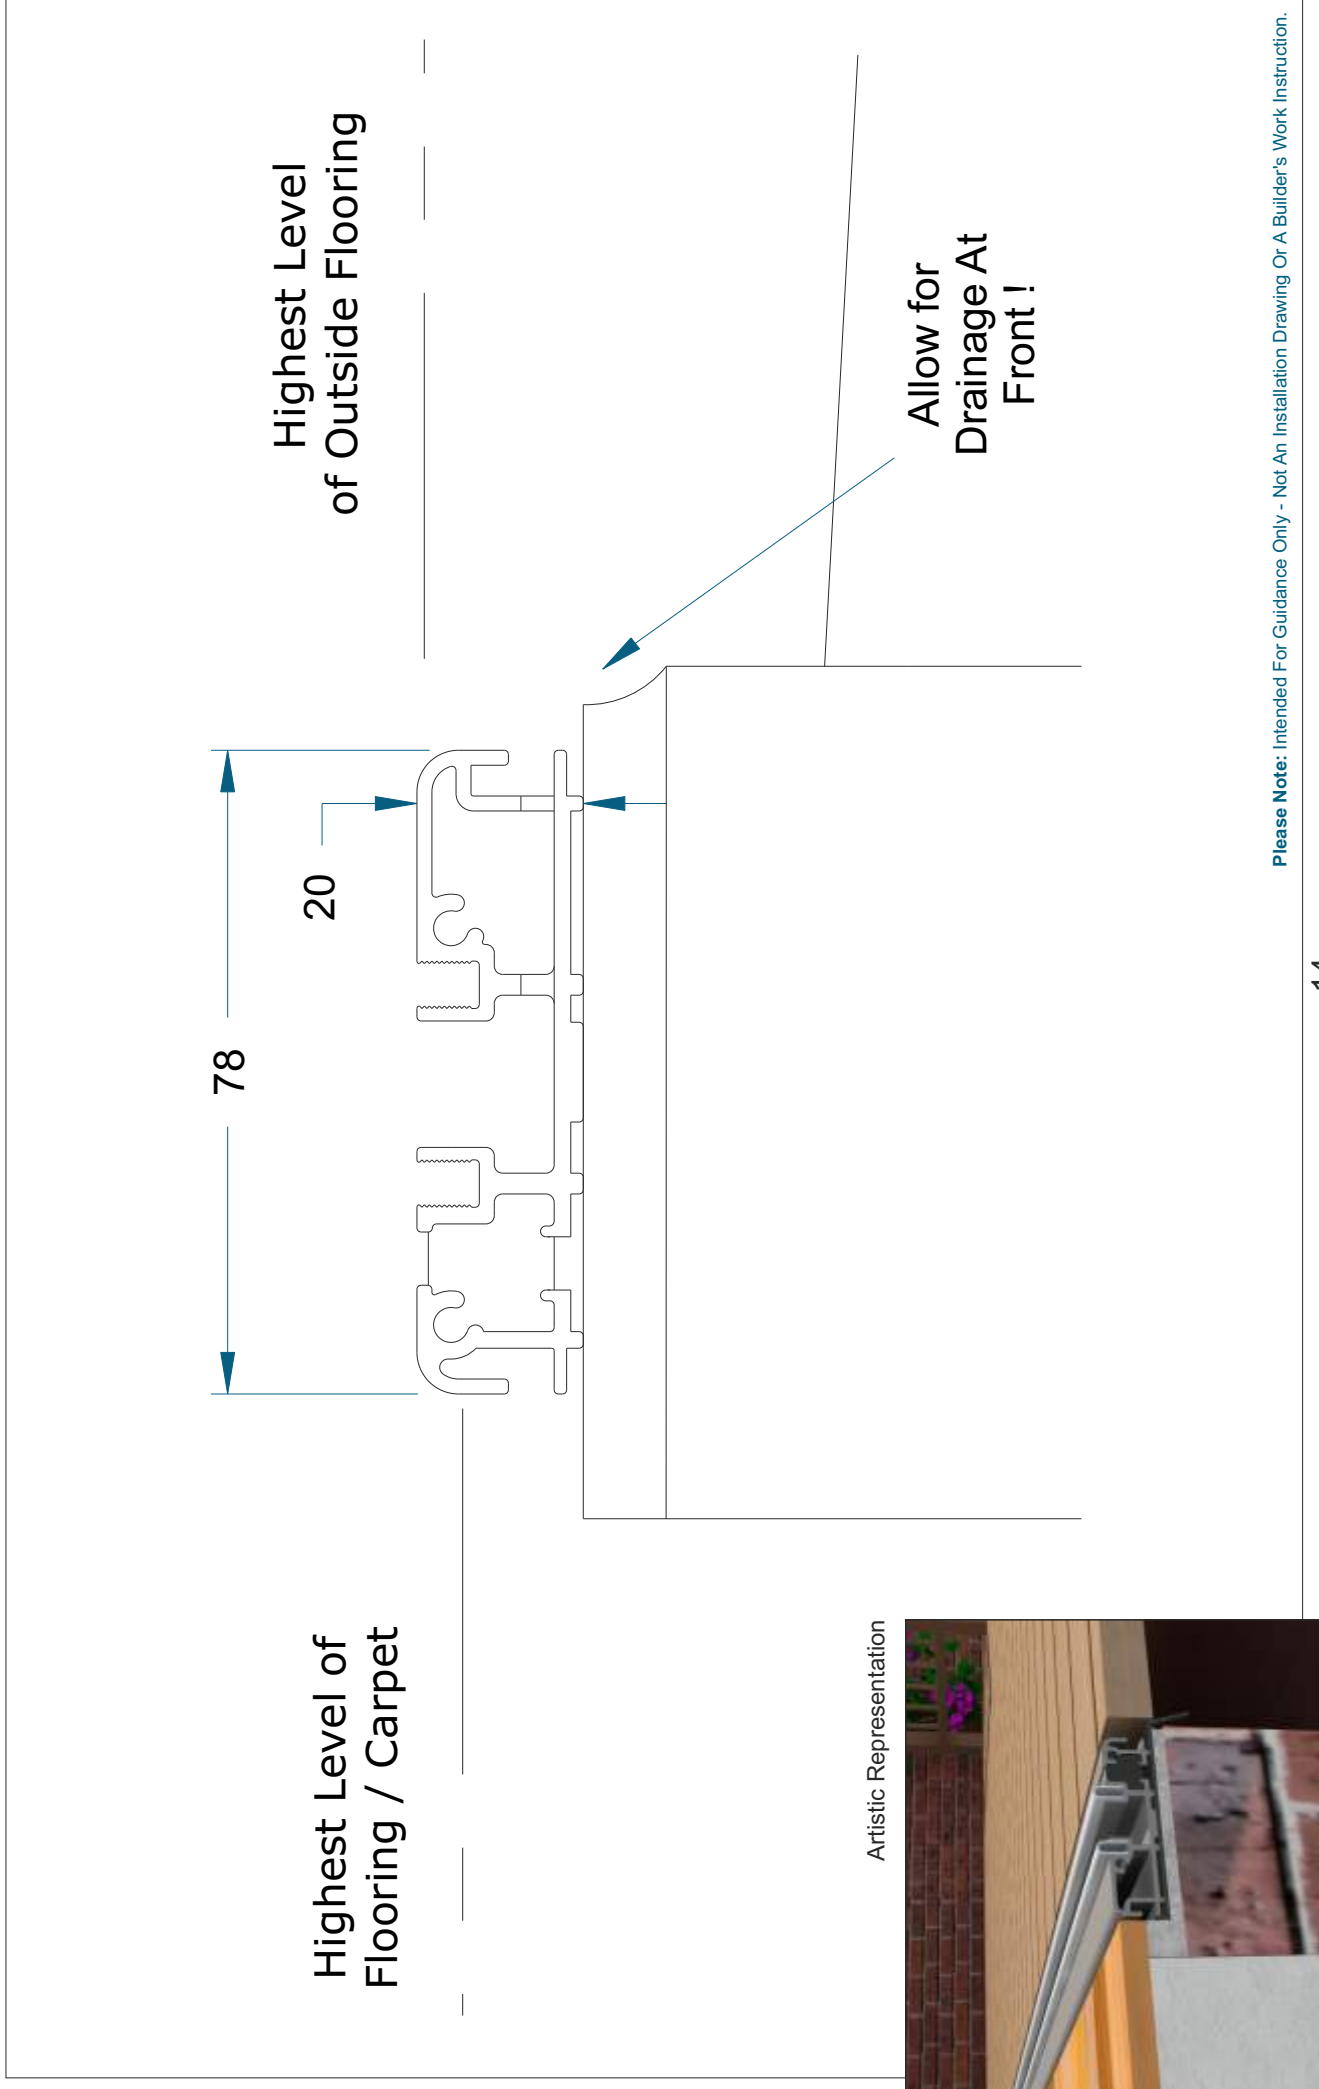 Highest Level of
Flooring / Carpet
78
20
Highest Level
of Outside Flooring
Allow for
Drainage At
Front !
Artistic Representation
Please Note: Intended For Guidance Only - Not An Installation Drawing Or A Builder's Work Instruction.